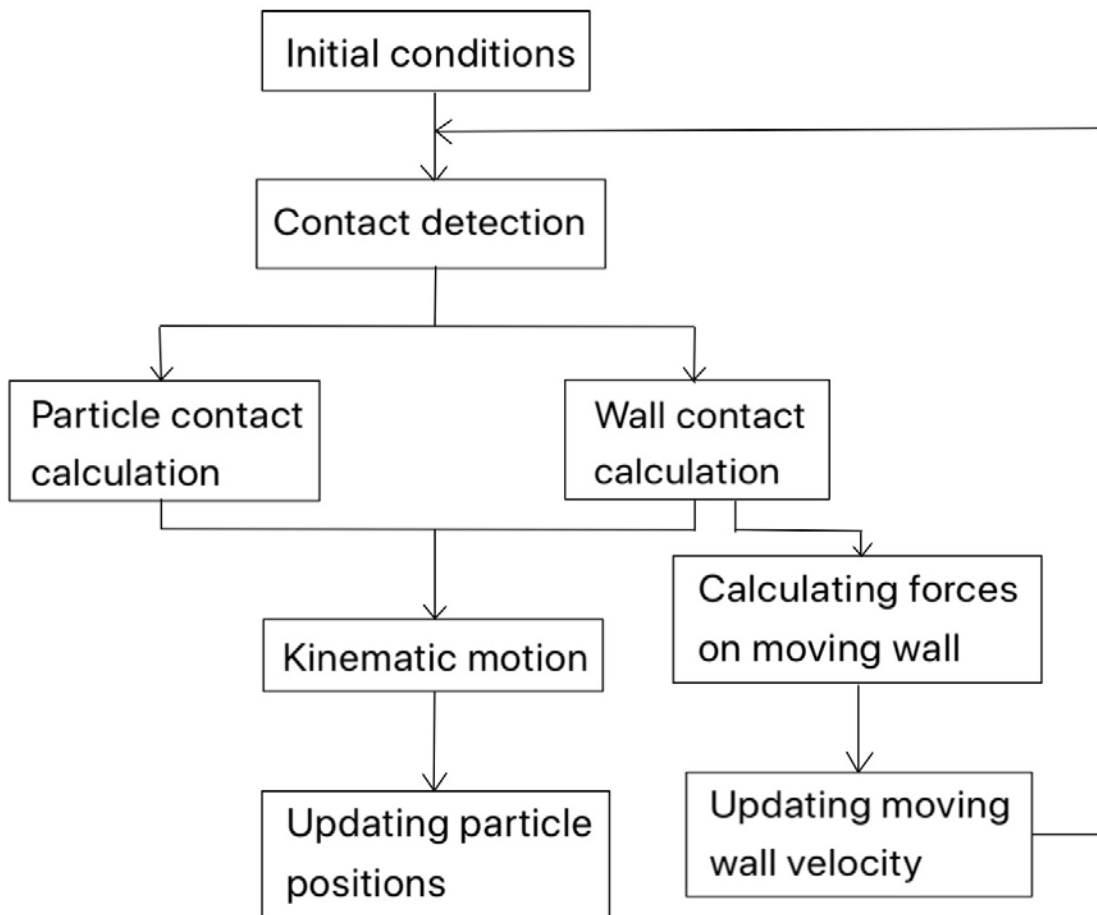 Initial conditions
Contact detection
Particle contact
calculation
Wall contact
calculation
Calculating forces
on moving wall
Kinematic motion
Updating particle
positions
Updating moving
wall velocity